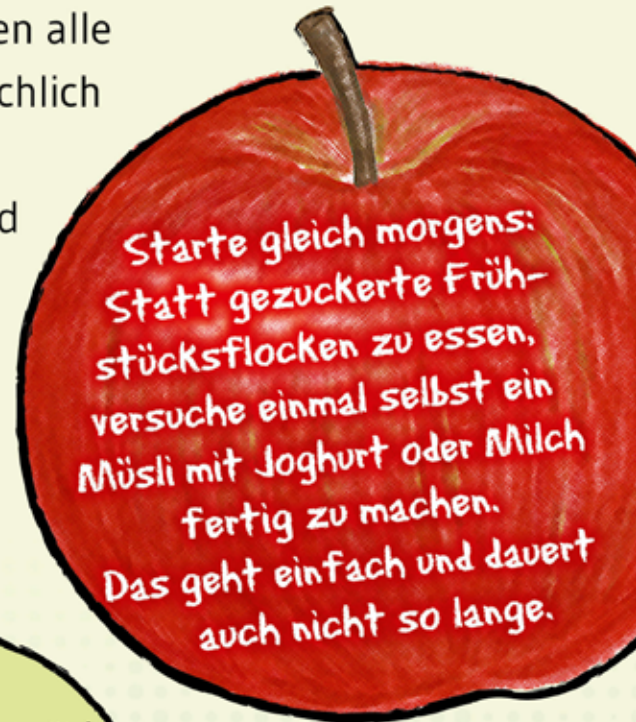 en alle
chlich
d
Starte gleich morgens:
Statt gezuckerte Früh-
stücksflocken zu essen,
versuche einmal selbst ein
Müsli mit Joghurt oder Milch
fertig zu machen.
Das geht einfach und dauert
auch nicht so lange.